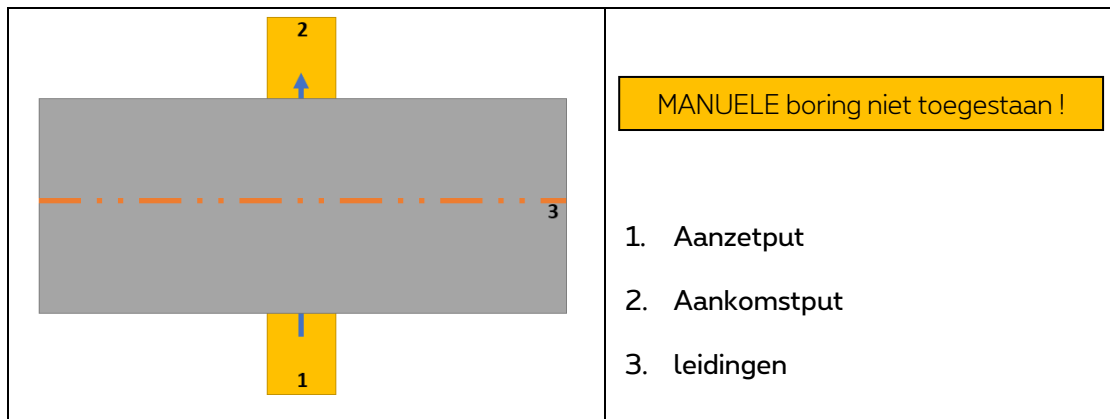 2
3
1
MANUELE boring niet toegestaan !
1. Aanzetput
2. Aankomstput
3. leidingen